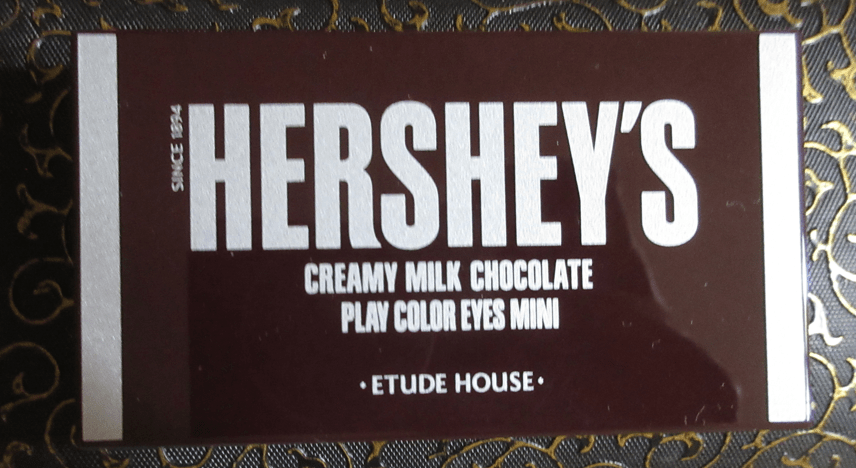 SINCE 1894
HERSHEY'S
CREAMY MILK CHOCOLATE
PLAY COLOR EYES MINI
·ETUDE HOUSE·